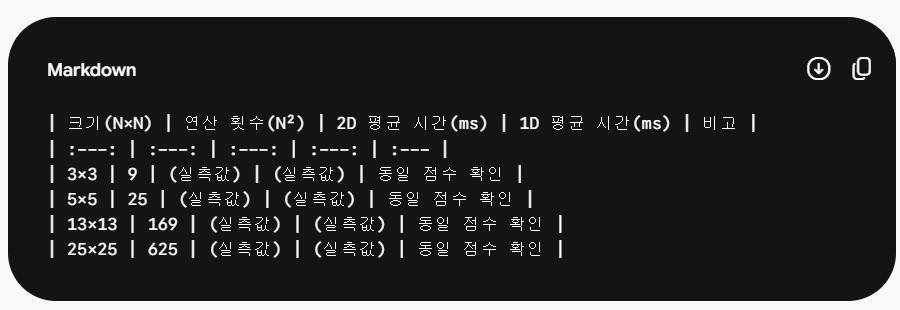 Markdown
| 크기(N×N) | 연산 횟수(N²) | 2D 평균 시간(ms) | 1D 평균 시간(ms) | 비고 |
| :---: | :---: | :---: | :---: | :--- |
| 3×3 | 9 | (실측값) | (실측값) | 동일 점수 확인 |
| 5×5 | 25 | (실측값) | (실측값) | 동일 점수 확인 |
| 13×13 | 169 | (실측값) | (실측값) | 동일 점수 확인 |
| 25×25 | 625 | (실측값) | (실측값) | 동일 점수 확인 |